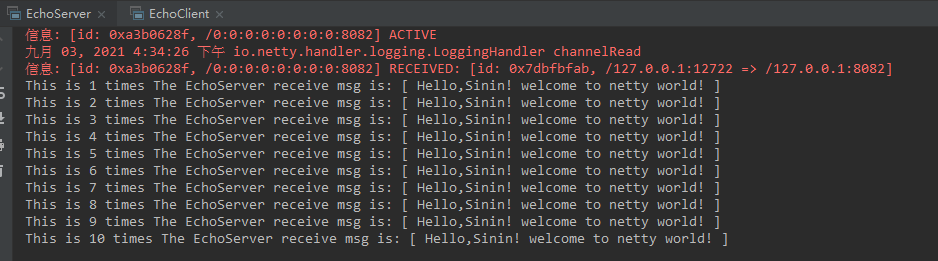 EchoServer × EchoClient ×
信息: [id: 0xa3b0628f, /0:0:0:0:0:0:0:0:8082] ACTIVE
九月 03, 2021 4:34:26 下午 io.netty.handler.logging.LoggingHandler channelRead
信息: [id: 0xa3b0628f, /0:0:0:0:0:0:0:0:8082] RECEIVED: [id: 0x7dbfbfab, /127.0.0.1:12722 => /127.0.0.1:8082]
This is 1 times The EchoServer receive msg is: [ Hello,Sinin! welcome to netty world! ]
This is 2 times The EchoServer receive msg is: [ Hello,Sinin! welcome to netty world! ]
This is 3 times The EchoServer receive msg is: [ Hello,Sinin! welcome to netty world! ]
This is 4 times The EchoServer receive msg is: [ Hello,Sinin! welcome to netty world! ]
This is 5 times The EchoServer receive msg is: [ Hello,Sinin! welcome to netty world! ]
This is 6 times The EchoServer receive msg is: [ Hello,Sinin! welcome to netty world! ]
This is 7 times The EchoServer receive msg is: [ Hello,Sinin! welcome to netty world! ]
This is 8 times The EchoServer receive msg is: [ Hello,Sinin! welcome to netty world! ]
This is 9 times The EchoServer receive msg is: [ Hello,Sinin! welcome to netty world! ]
This is 10 times The EchoServer receive msg is: [ Hello,Sinin! welcome to netty world! ]